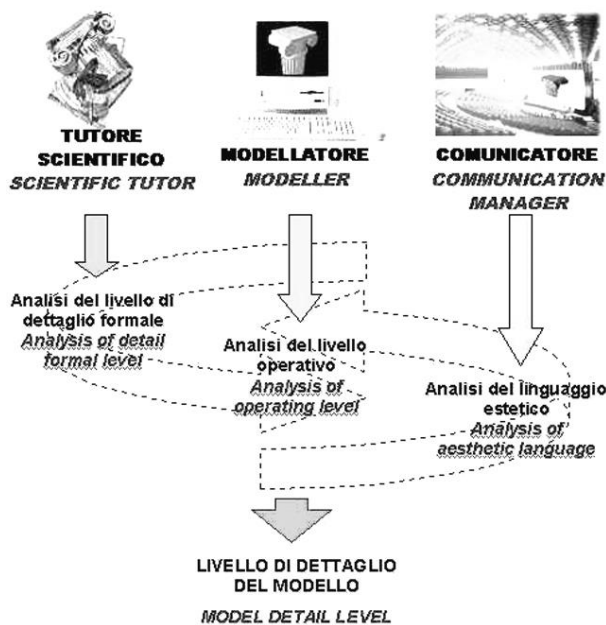 TUTORE
SCIENTIFICO
SCIENTIFIC TUTOR
MODELLATORE
MODELLER
COMUNICATORE
COMMUNICATION
MANAGER
Analisi del livello di
dettaglio formale
Analysis of detail
formal level
Analisi del livello
operativo
Analysis of
operating level
Analisi del linguaggio
estetico
Analysis of
aesthetic language
LIVELLO DI DETTAGLIO
DEL MODELLO
MODEL DETAIL LEVEL